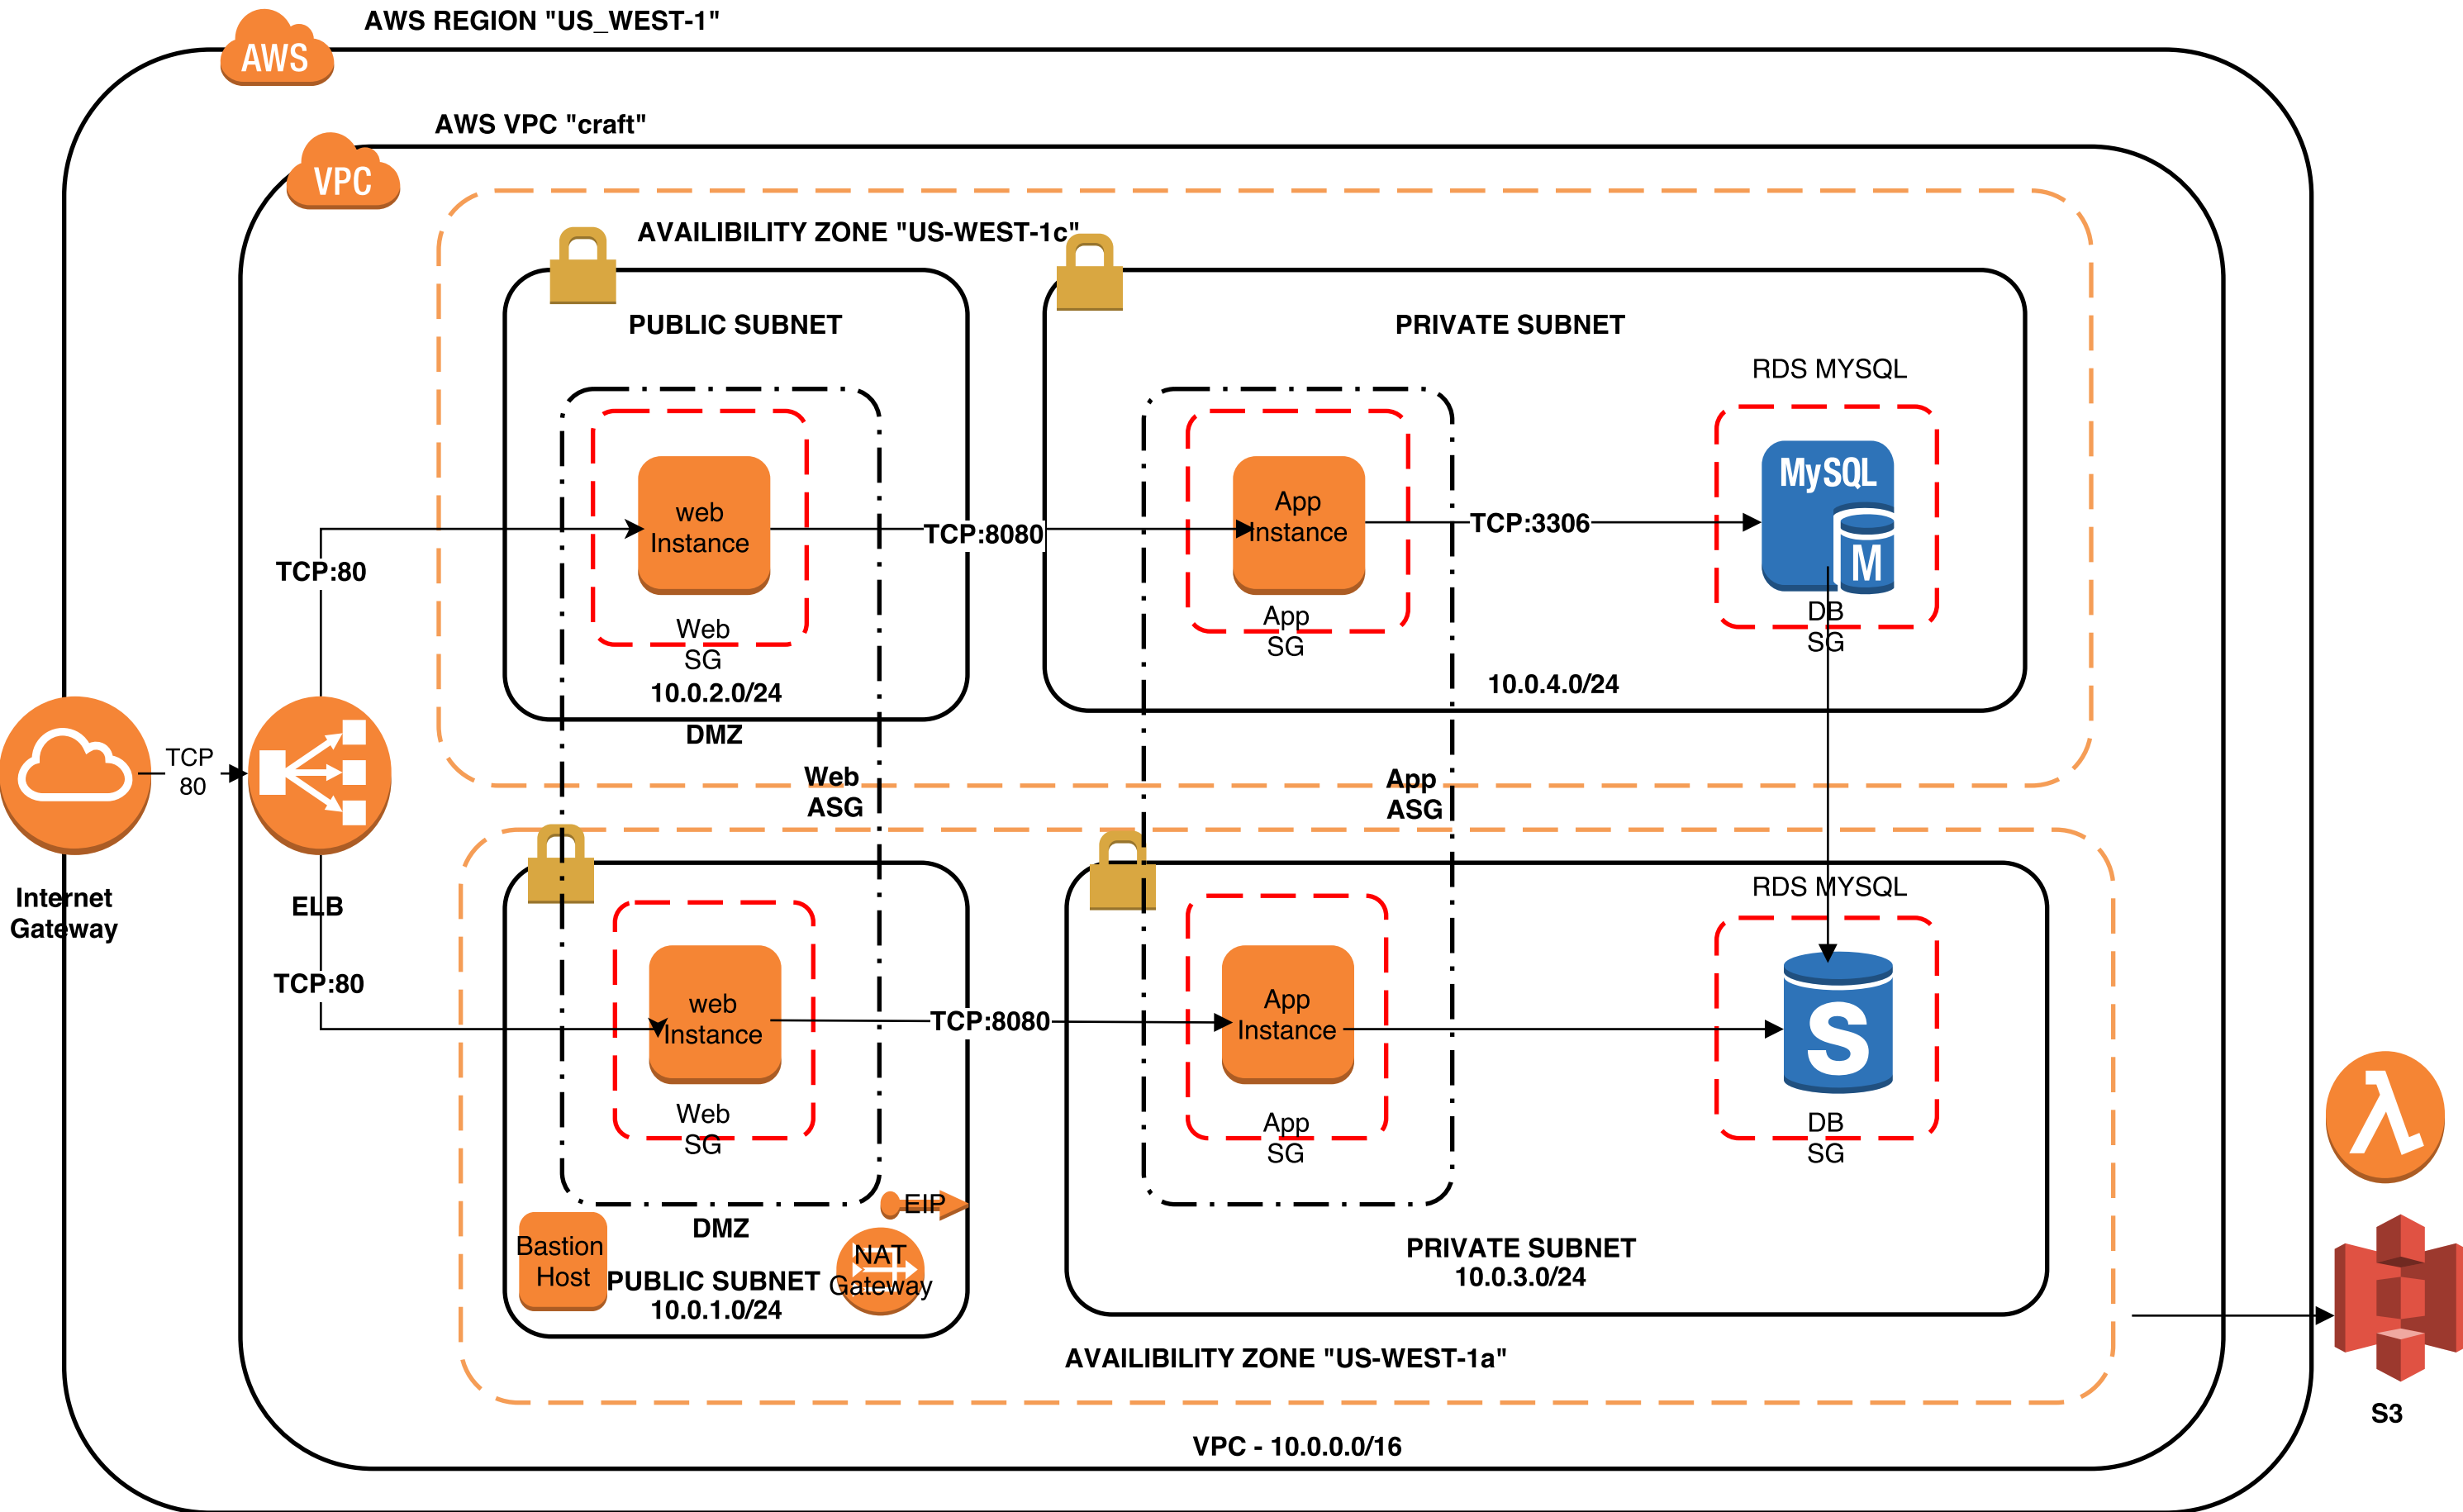 AWS REGION "US_WEST-1"
AWS
AWS VPC "craft"
VPC
AVAILIBILITY ZONE "US-WEST-1c"
PUBLIC SUBNET
PRIVATE SUBNET
RDS MYSQL
web
Instance
App
Instance
MySQL
M
TCP:80
TCP:8080
TCP:3306
Web
SG
App
SG
DB
SG
10.0.2.0/24
10.0.4.0/24
DMZ
TCP
80
Web
ASG
App
ASG
Internet
Gateway
ELB
RDS MYSQL
TCP:80
web
Instance
TCP:8080
App
Instance
S
Web
SG
App
SG
DB
SG
EIP
DMZ
Bastion
Host
NAT
Gateway
PUBLIC SUBNET
10.0.1.0/24
PRIVATE SUBNET
10.0.3.0/24
AVAILIBILITY ZONE "US-WEST-1a"
λ
S3
VPC - 10.0.0.0/16